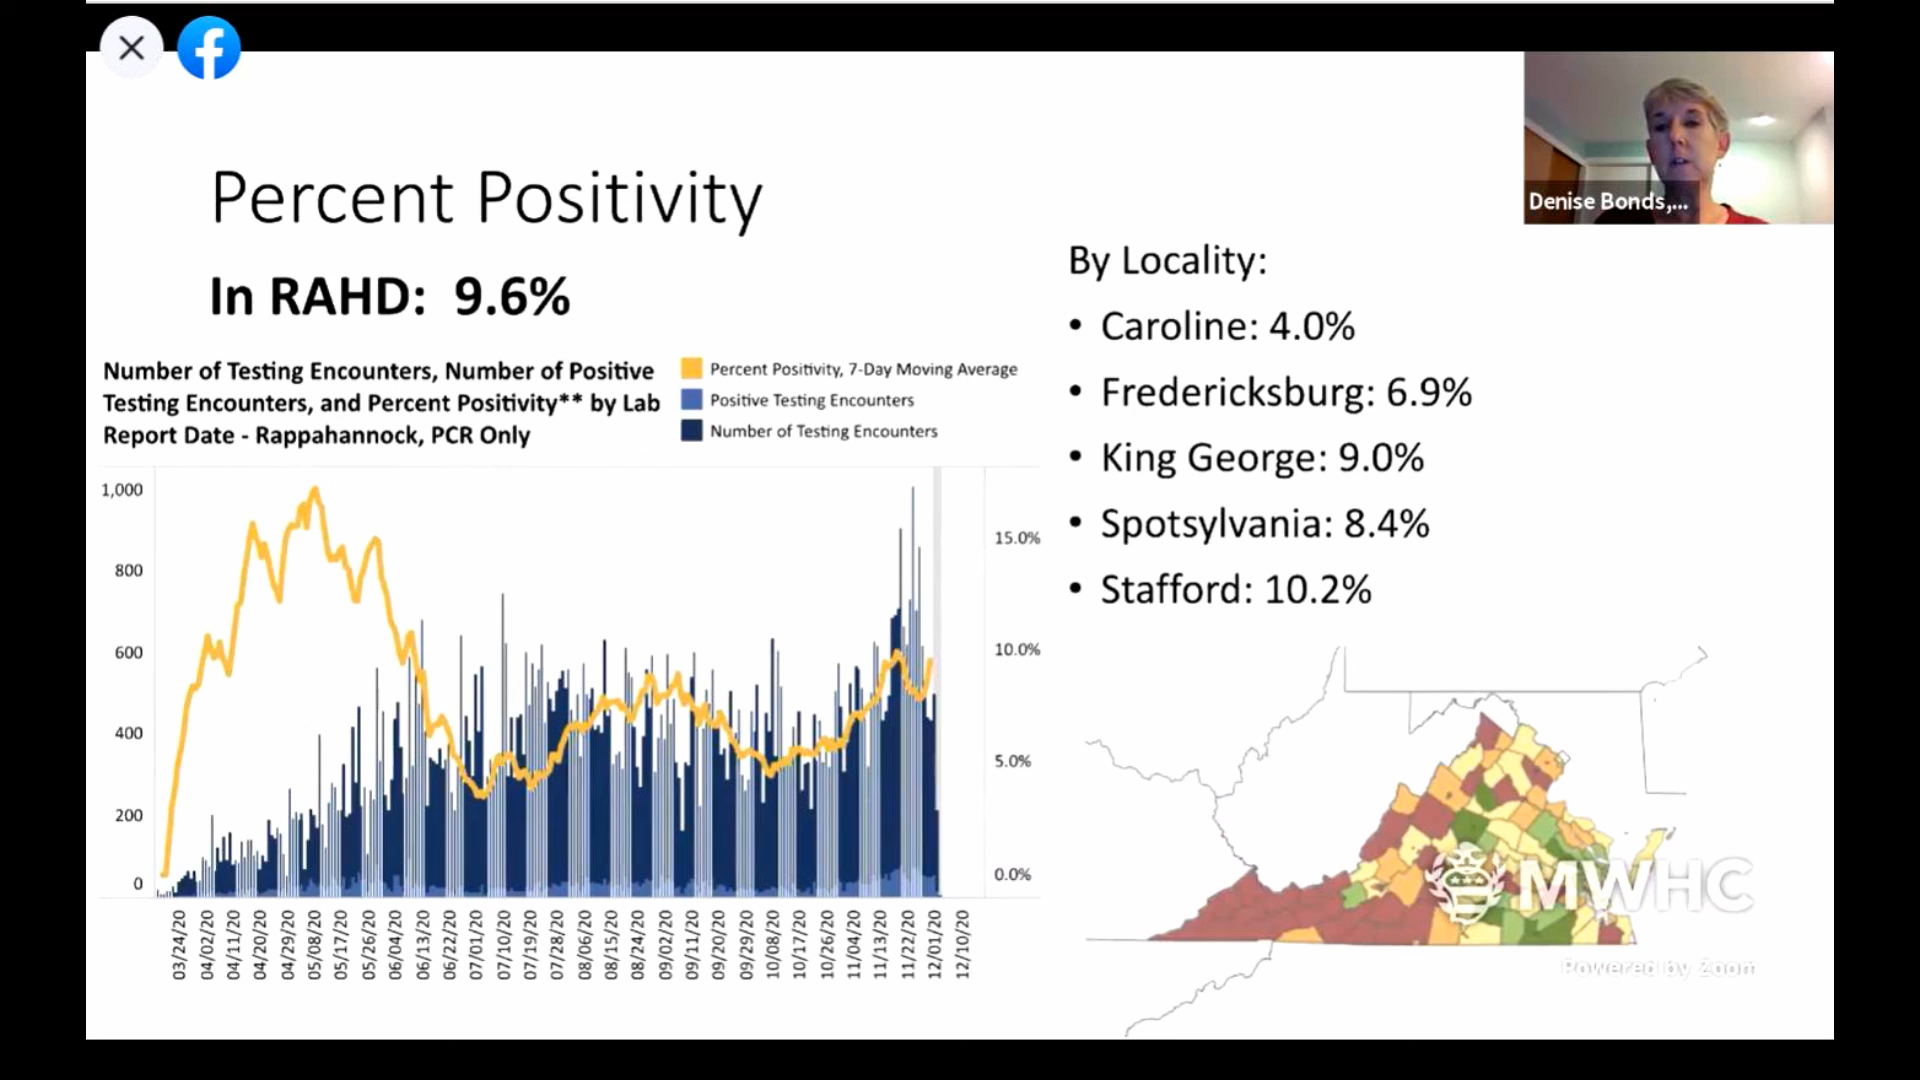 Denise Bonds,...
Percent Positivity
In RAHD: 9.6%
Number of Testing Encounters, Number of Positive
Testing Encounters, and Percent Positivity** by Lab
Report Date - Rappahannock, PCR Only
Percent Positivity, 7-Day Moving Average
Positive Testing Encounters
Number of Testing Encounters
1,000
800
600
400
200
0
15.0%
10.0%
5.0%
0.0%
03/24/20
04/02/20
04/11/20
04/20/20
04/29/20
05/08/20
05/17/20
05/26/20
06/04/20
06/13/20
06/22/20
07/01/20
07/10/20
07/19/20
07/28/20
08/06/20
08/15/20
08/24/20
09/02/20
09/11/20
09/20/20
09/29/20
10/08/20
10/17/20
10/26/20
11/04/20
11/13/20
11/22/20
12/01/20
12/10/20
By Locality:
• Caroline: 4.0%
• Fredericksburg: 6.9%
• King George: 9.0%
• Spotsylvania: 8.4%
• Stafford: 10.2%
MWHC
Powered by Zoom